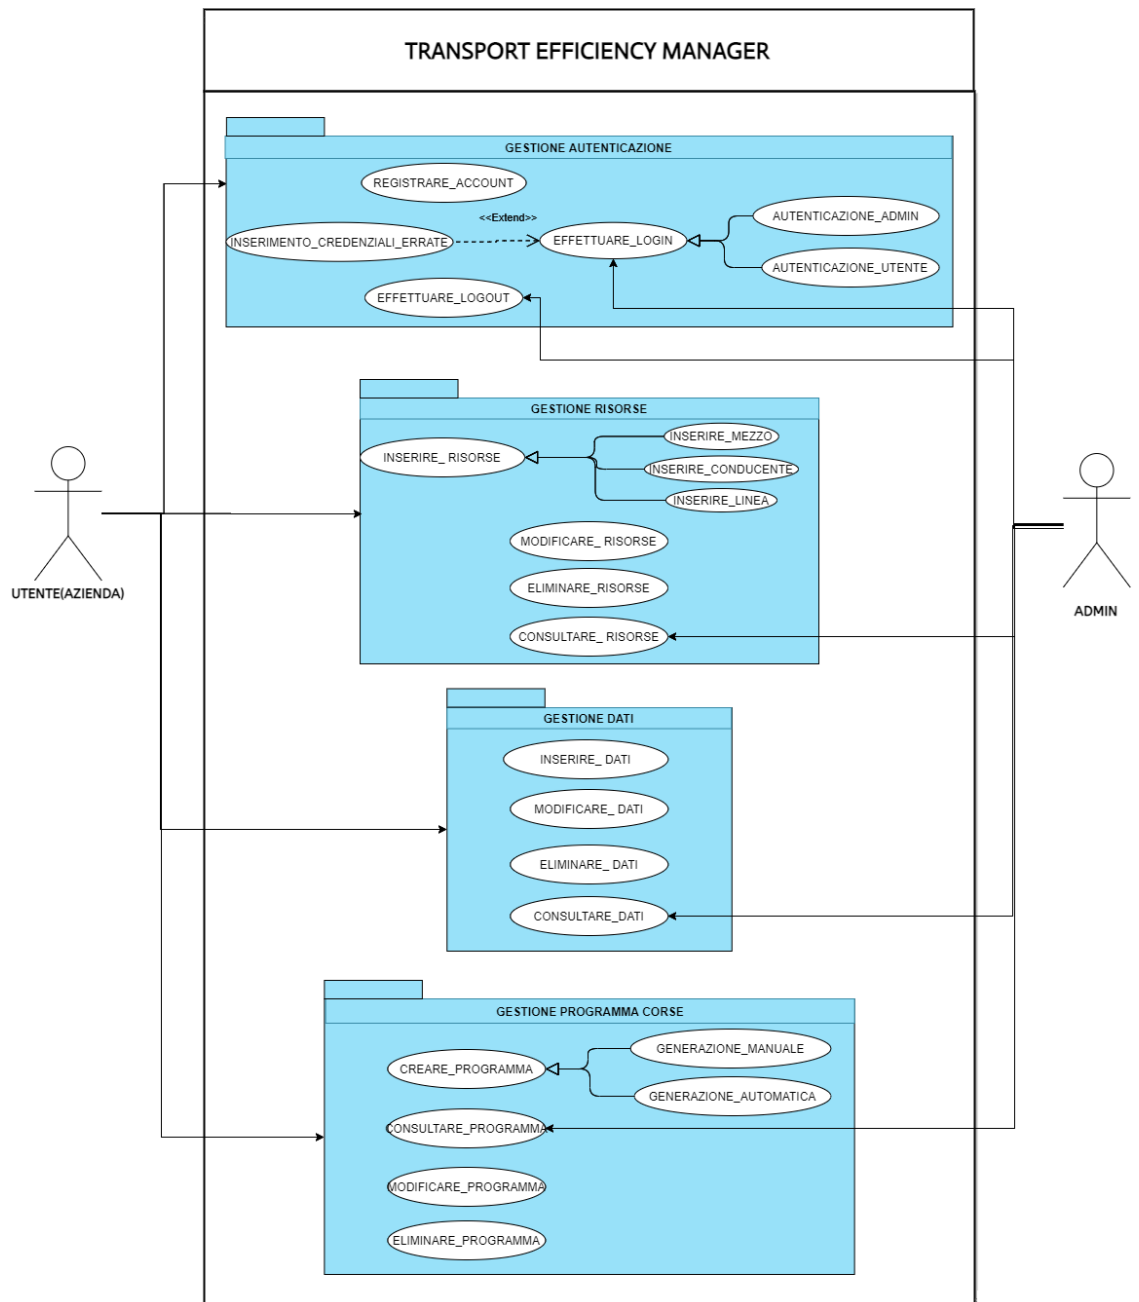 TRANSPORT EFFICIENCY MANAGER
GESTIONE AUTENTICAZIONE
REGISTRARE_ACCOUNT
<<Extend>>
AUTENTICAZIONE_ADMIN
INSERIMENTO_CREDENZIALI_ERRATE
EFFETTUARE_LOGIN
AUTENTICAZIONE_UTENTE
EFFETTUARE_LOGOUT
GESTIONE RISORSE
INSERIRE_MEZZO
INSERIRE_ RISORSE
INSERIRE_CONDUCENTE
INSERIRE_LINEA
MODIFICARE_ RISORSE
ELIMINARE_RISORSE
UTENTE(AZIENDA)
ADMIN
CONSULTARE_ RISORSE
GESTIONE DATI
INSERIRE_ DATI
MODIFICARE_ DATI
ELIMINARE_ DATI
CONSULTARE_DATI
GESTIONE PROGRAMMA CORSE
GENERAZIONE_MANUALE
CREARE_PROGRAMMA
GENERAZIONE_AUTOMATICA
CONSULTARE_PROGRAMMA
MODIFICARE_PROGRAMMA
ELIMINARE_PROGRAMMA